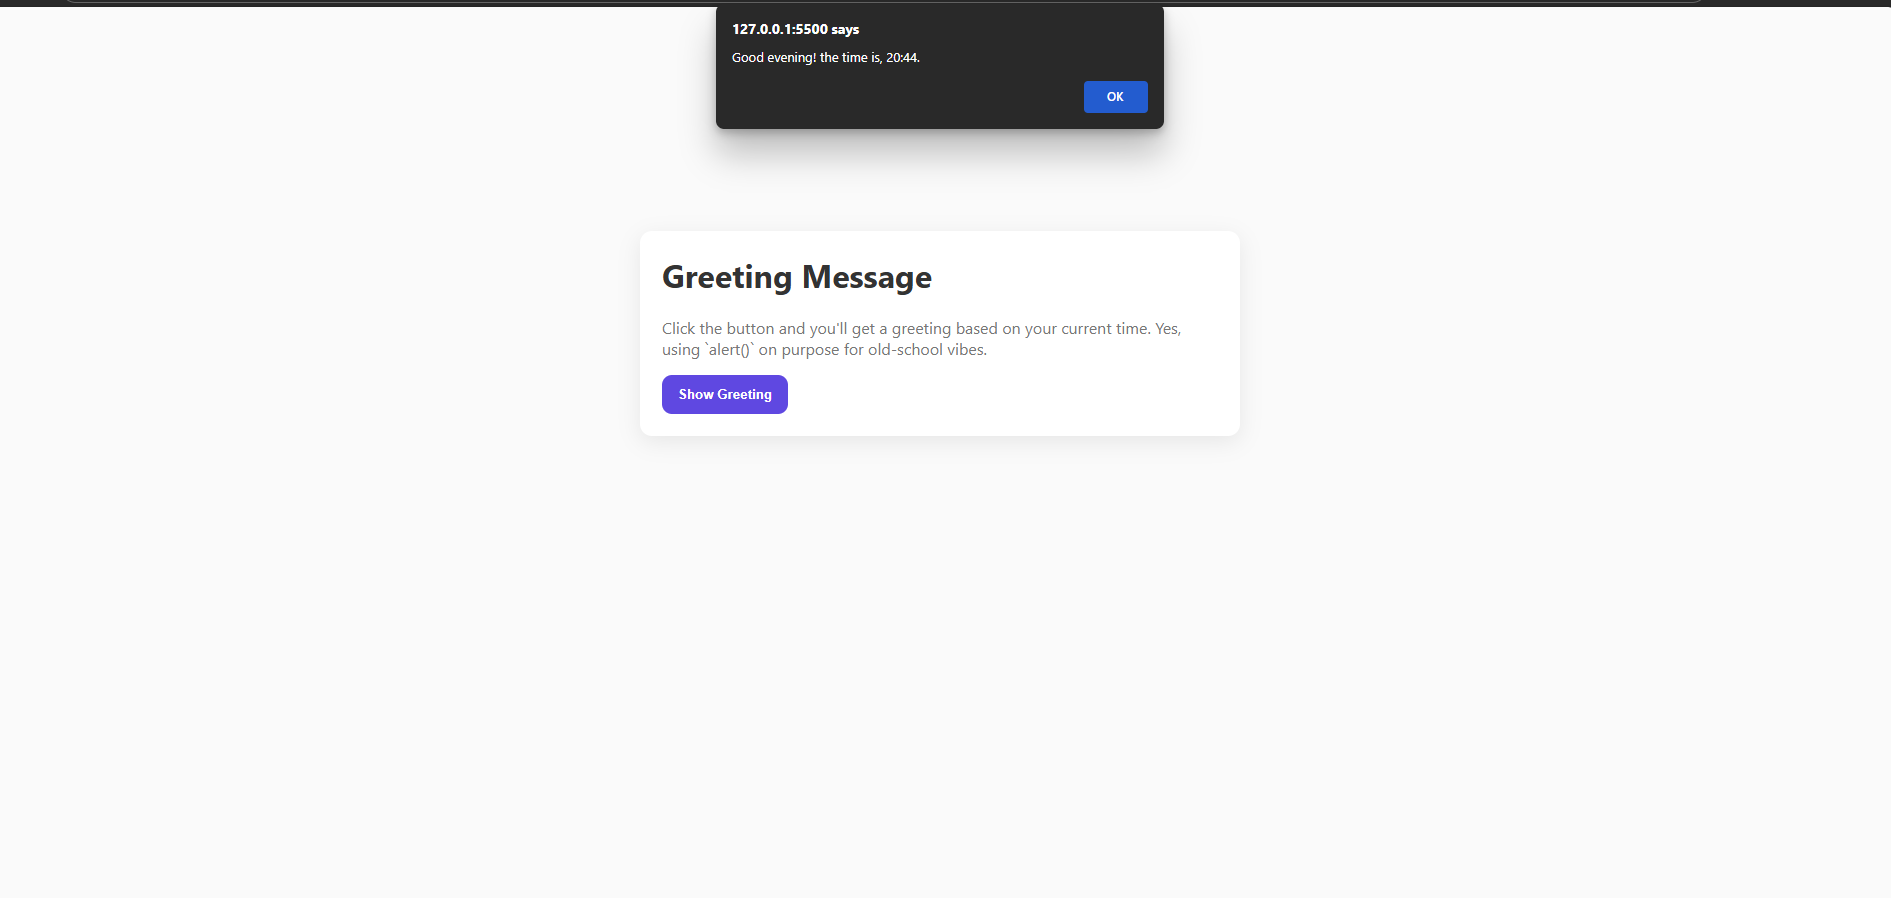 127.0.0.1:5500 says
Good evening! the time is, 20:44.
OK
Greeting Message
Click the button and you'll get a greeting based on your current time. Yes,
using `alert()` on purpose for old-school vibes.
Show Greeting